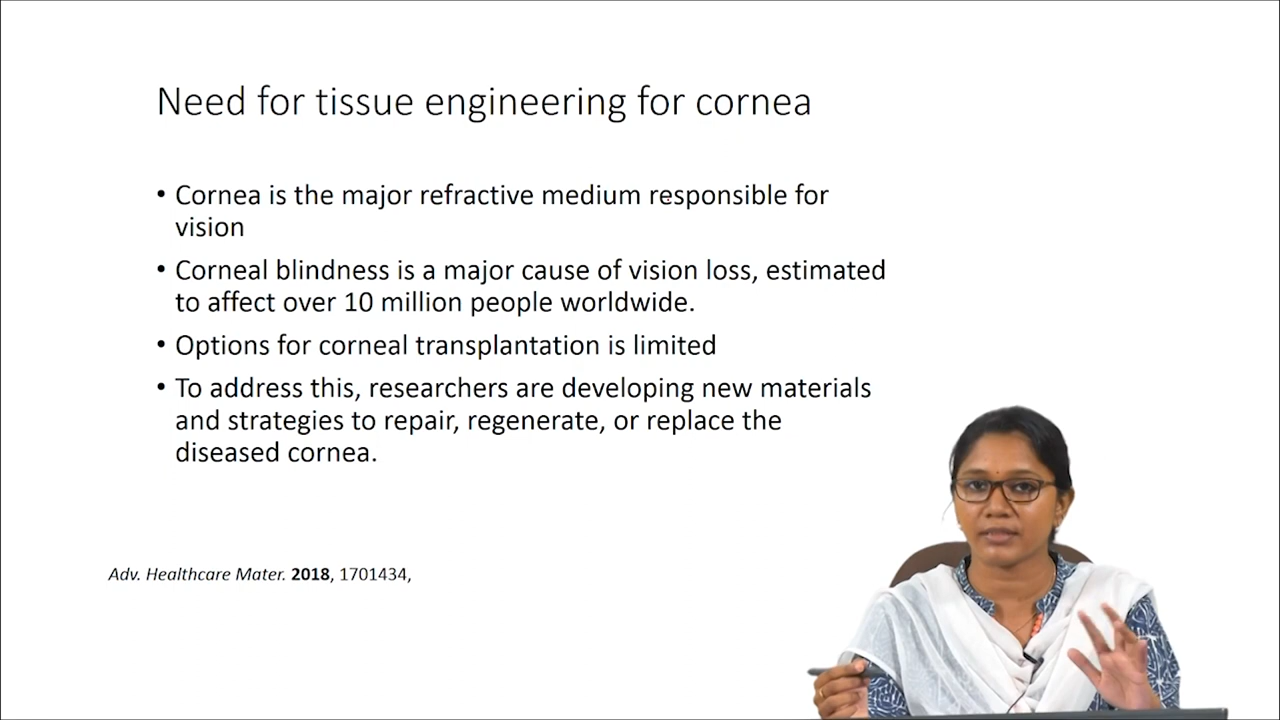 Need for tissue engineering for cornea
• Cornea is the major refractive medium responsible for
vision
• Corneal blindness is a major cause of vision loss, estimated
to affect over 10 million people worldwide.
• Options for corneal transplantation is limited
• To address this, researchers are developing new materials
and strategies to repair, regenerate, or replace the
diseased cornea.
Adv. Healthcare Mater. 2018, 1701434,